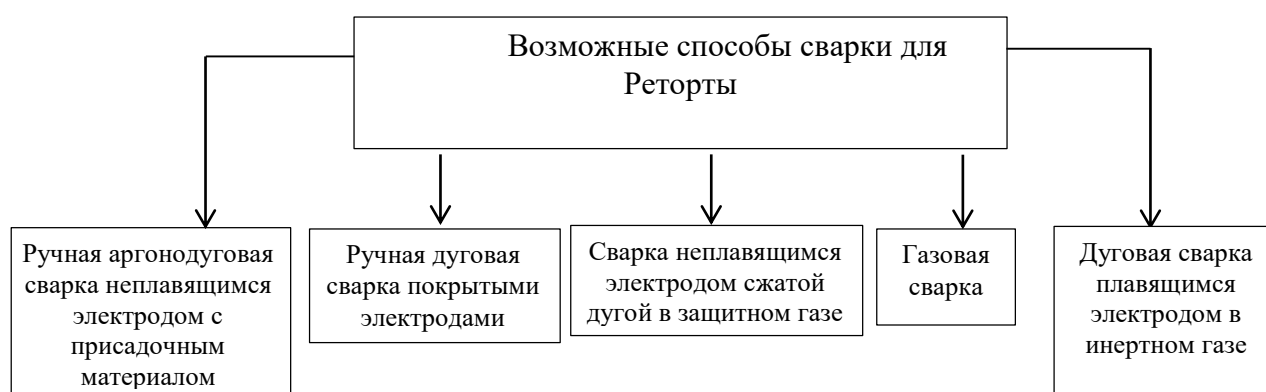 Возможные способы сварки для
Реторты
Ручная аргонодуговая
сварка неплавящимся
электродом с
присадочным
материалом
Ручная дуговая
сварка покрытыми
электродами
Сварка неплавящимся
электродом сжатой
дугой в защитном газе
Газовая
сварка
Дуговая сварка
плавящимся
электродом в
инертном газе